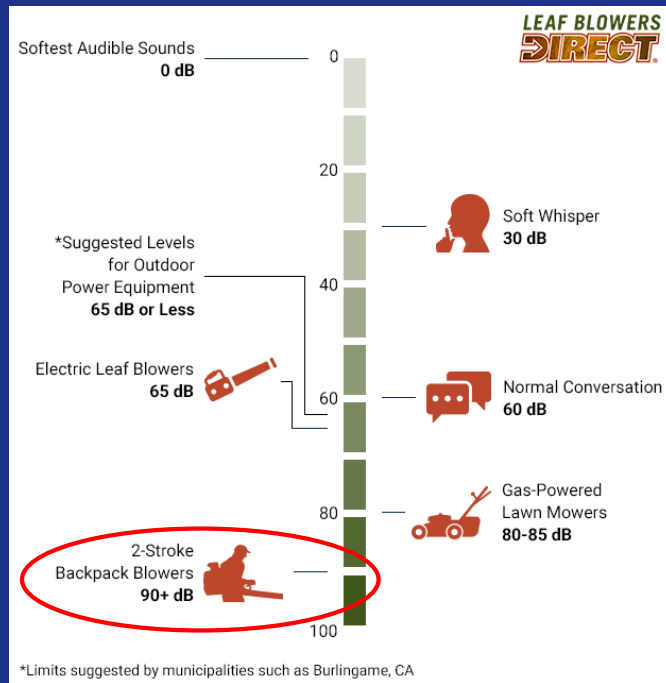 LEAF BLOWERS
DIRECT
Softest Audible Sounds
0 dB
0
20
Soft Whisper
30 dB
*Suggested Levels
for Outdoor
Power Equipment
65 dB or Less
40
Electric Leaf Blowers
65 dB
60
Normal Conversation
60 dB
80
Gas-Powered
Lawn Mowers
80-85 dB
2-Stroke
Backpack Blowers
90+ dB
100
*Limits suggested by municipalities such as Burlingame, CA